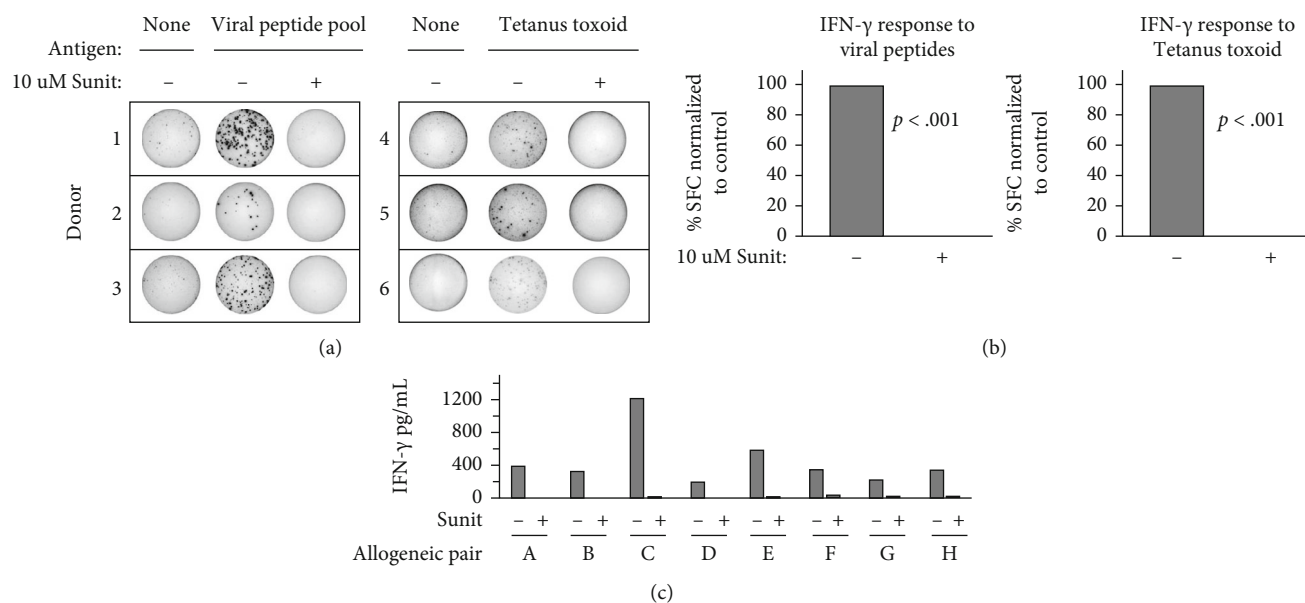 None Viral peptide pool None Tetanus toxoid
Antigen:
10 uM Sunit: – – + – – +
Donor
1 4
2 5
3 6
(a)
IFN-γ response to
viral peptides
% SFC normalized
to control
100
80
60
40
20
0
p < .001
10 uM Sunit: – +
IFN-γ response to
Tetanus toxoid
% SFC normalized
to control
100
80
60
40
20
0
p < .001
– +
(b)
IFN-γ pg/mL
1200
800
400
0
Sunit – + – + – + – + – + – + – + – +
Allogeneic pair A B C D E F G H
(c)